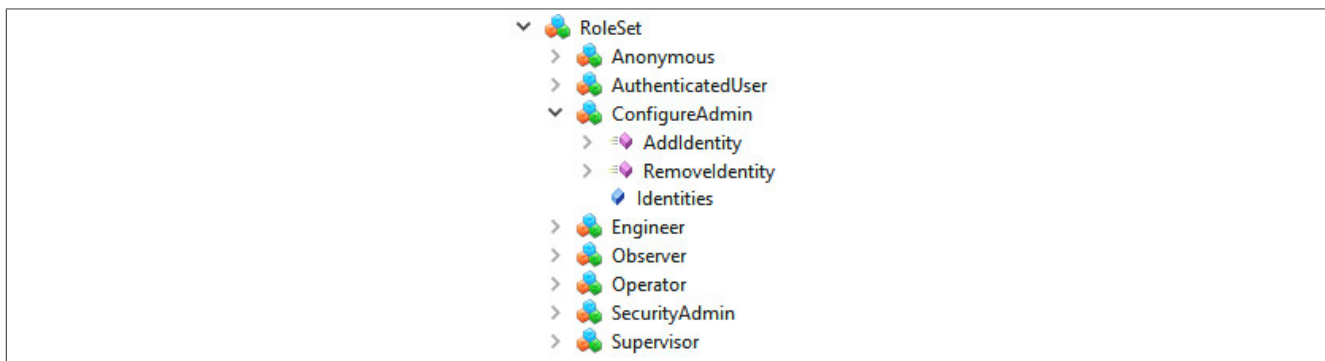 RoleSet
Anonymous
AuthenticatedUser
ConfigureAdmin
AddIdentity
RemoveIdentity
Identities
Engineer
Observer
Operator
SecurityAdmin
Supervisor